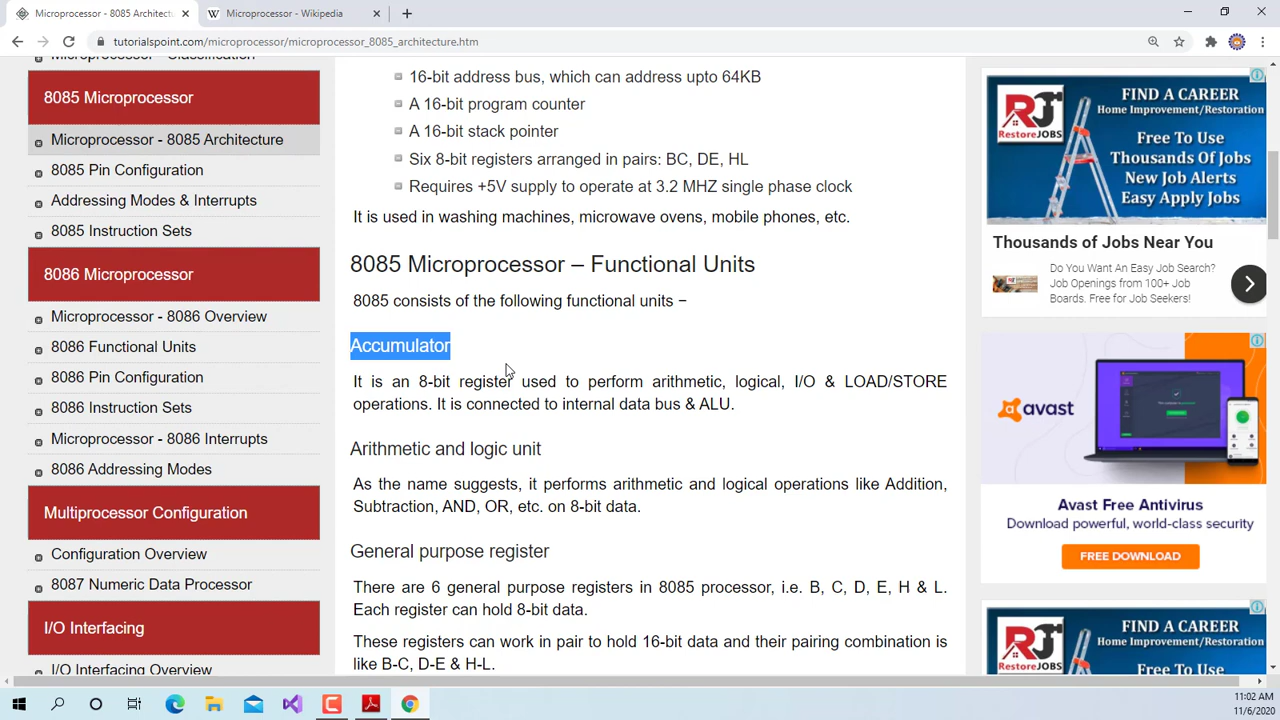 Microprocessor - 8085 Architectu
Microprocessor - Wikipedia
tutorialspoint.com/microprocessor/microprocessor_8085_architecture.htm
Microprocessor - Classification
8085 Microprocessor
Microprocessor - 8085 Architecture
8085 Pin Configuration
Addressing Modes & Interrupts
8085 Instruction Sets
8086 Microprocessor
Microprocessor - 8086 Overview
8086 Functional Units
8086 Pin Configuration
8086 Instruction Sets
Microprocessor - 8086 Interrupts
8086 Addressing Modes
Multiprocessor Configuration
Configuration Overview
8087 Numeric Data Processor
I/O Interfacing
I/O Interfacing Overview
16-bit address bus, which can address upto 64KB
A 16-bit program counter
A 16-bit stack pointer
Six 8-bit registers arranged in pairs: BC, DE, HL
Requires +5V supply to operate at 3.2 MHZ single phase clock
It is used in washing machines, microwave ovens, mobile phones, etc.
8085 Microprocessor – Functional Units
8085 consists of the following functional units −
Accumulator
It is an 8-bit register used to perform arithmetic, logical, I/O & LOAD/STORE
operations. It is connected to internal data bus & ALU.
Arithmetic and logic unit
As the name suggests, it performs arithmetic and logical operations like Addition,
Subtraction, AND, OR, etc. on 8-bit data.
General purpose register
There are 6 general purpose registers in 8085 processor, i.e. B, C, D, E, H & L.
Each register can hold 8-bit data.
These registers can work in pair to hold 16-bit data and their pairing combination is
like B-C, D-E & H-L.
RJ
RestoreJOBS
FIND A CAREER
Home Improvement/Restoration
Free To Use
Thousands Of Jobs
New Job Alerts
Easy Apply Jobs
Thousands of Jobs Near You
Do You Want An Easy Job Search?
Job Openings from 100+ Job
Boards. Free for Job Seekers!
avast
Avast Free Antivirus
Download powerful, world-class security
FREE DOWNLOAD
RJ
RestoreJOBS
FIND A CAREER
Home Improvement/Restoration
Free To Use
11:02 AM
11/6/2020